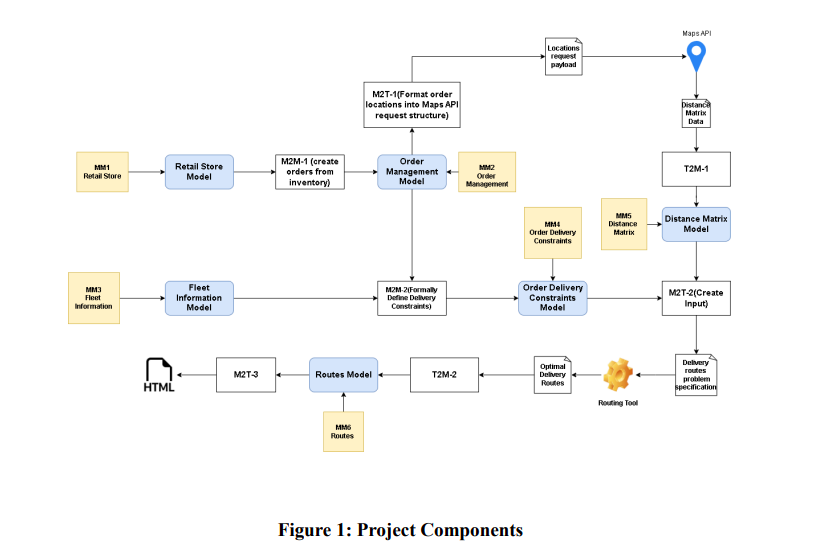 Maps API
Locations
request
payload
M2T-1(Format order
locations into Maps API
request structure)
Distance
Matrix
Data
MM1
Retail Store
Retail Store
Model
M2M-1 (create
orders from
inventory)
Order
Management
Model
MM2
Order
Management
T2M-1
MM4
Order Delivery
Constraints
MM5
Distance
Matrix
Distance Matrix
Model
MM3
Fleet
Information
Fleet
Information
Model
M2M-2(Formally
Define Delivery
Constraints)
Order Delivery
Constraints
Model
M2T-2(Create
Input)
HTML
M2T-3
Routes Model
T2M-2
Optimal
Delivery
Routes
Routing Tool
Delivery
routes
problem
specification
MM6
Routes
Figure 1: Project Components